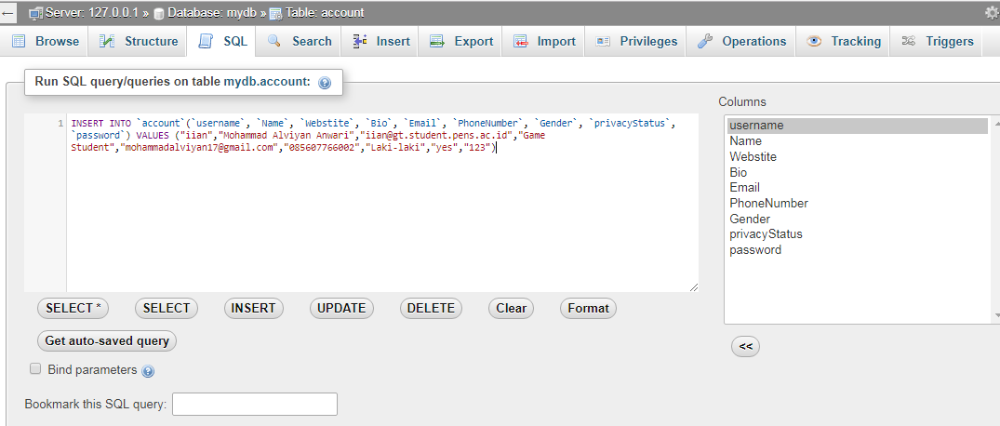 Server: 127.0.0.1 » Database: mydb » Table: account
Browse Structure SQL Search Insert Export Import Privileges Operations Tracking Triggers
Run SQL query/queries on table mydb.account:
1 INSERT INTO `account`(`username`, `Name`, `Webstite`, `Bio`, `Email`, `PhoneNumber`, `Gender`, `privacyStatus`,
`password`) VALUES ("iian","Mohammad Alviyan Anwari","iian@gt.student.pens.ac.id","Game
Student","mohammadalviyan17@gmail.com","085607766002","Laki-laki","yes","123")
Columns
username
Name
Webstite
Bio
Email
PhoneNumber
Gender
privacyStatus
password
<<
SELECT * SELECT INSERT UPDATE DELETE Clear Format
Get auto-saved query
Bind parameters
Bookmark this SQL query: